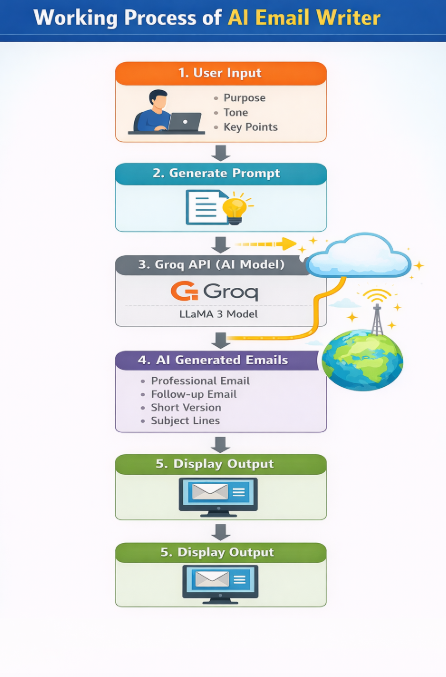 Working Process of AI Email Writer
1. User Input
• Purpose
• Tone
• Key Points
2. Generate Prompt
3. Groq API (AI Model)
Groq
LLaMA 3 Model
4. AI Generated Emails
• Professional Email
• Follow-up Email
• Short Version
• Subject Lines
5. Display Output
5. Display Output